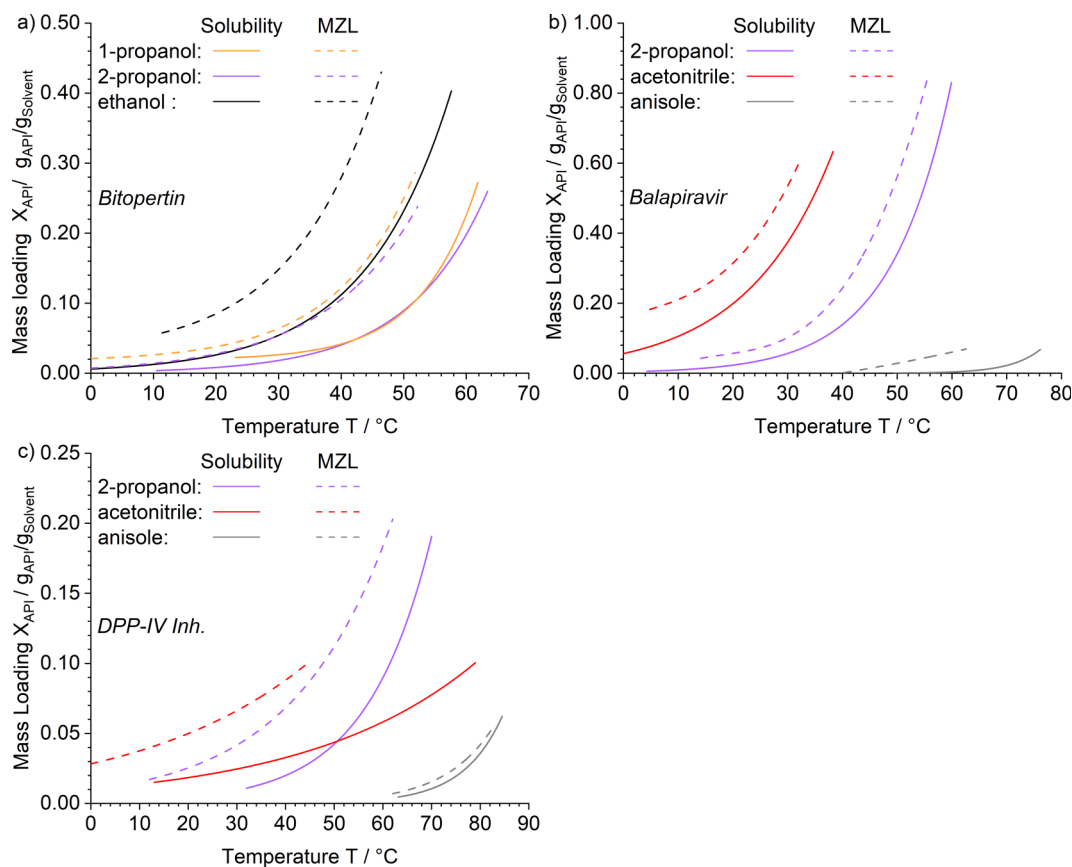 a)
Solubility MZL
1-propanol:
2-propanol:
ethanol :
Bitopertin
Mass loading X_API/ g_API/g_Solvent
0.00 0.10 0.20 0.30 0.40 0.50
0 10 20 30 40 50 60 70
Temperature T / °C
b)
Solubility MZL
2-propanol:
acetonitrile:
anisole:
Balapiravir
Mass Loading X_API / g_API/g_Solvent
0.00 0.20 0.40 0.60 0.80 1.00
0 10 20 30 40 50 60 70 80
Temperature T / °C
c)
Solubility MZL
2-propanol:
acetonitrile:
anisole:
DPP-IV Inh.
Mass Loading X_API / g_API/g_Solvent
0.00 0.05 0.10 0.15 0.20 0.25
0 10 20 30 40 50 60 70 80 90
Temperature T / °C